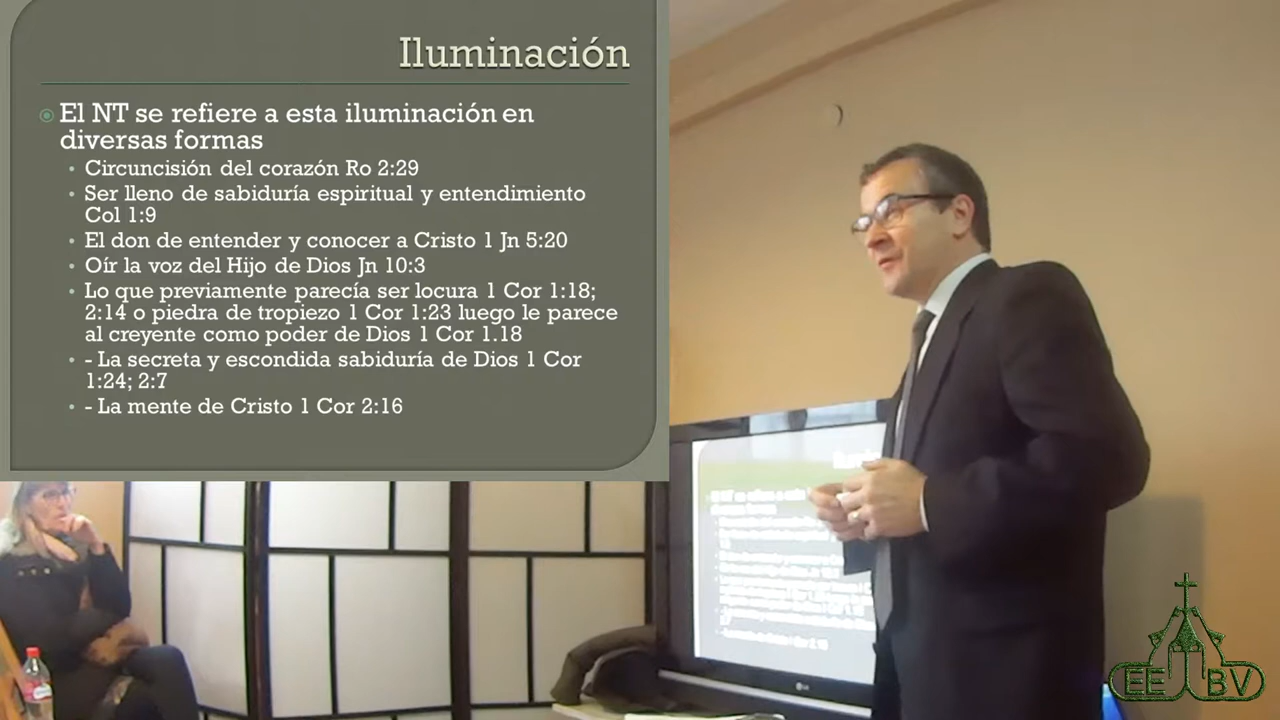 Iluminación
El NT se refiere a esta iluminación en
diversas formas
Circuncisión del corazón Ro 2:29
Ser lleno de sabiduría espiritual y entendimiento
Col 1:9
El don de entender y conocer a Cristo 1 Jn 5:20
Oír la voz del Hijo de Dios Jn 10:3
Lo que previamente parecía ser locura 1 Cor 1:18;
2:14 o piedra de tropiezo 1 Cor 1:23 luego le parece
al creyente como poder de Dios 1 Cor 1.18
- La secreta y escondida sabiduría de Dios 1 Cor
1:24; 2:7
- La mente de Cristo 1 Cor 2:16
LG
EE BV